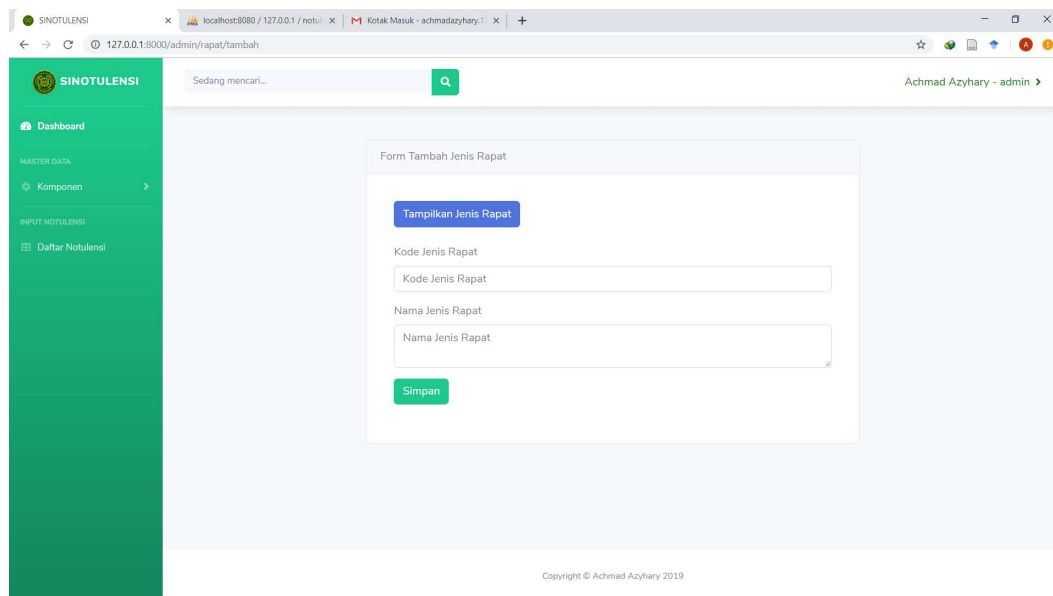 SINOTULENSI
localhost:8080 / 127.0.0.1 / notul
Kotak Masuk - achmadazyhary.1
127.0.0.1:8000/admin/rapat/tambah
A
SINOTULENSI
Sedang mencari...
Achmad Azyhary - admin
Dashboard
MASTER DATA
Komponen
INPUT NOTULENSI
Daftar Notulensi
Form Tambah Jenis Rapat
Tampilkan Jenis Rapat
Kode Jenis Rapat
Kode Jenis Rapat
Nama Jenis Rapat
Nama Jenis Rapat
Simpan
Copyright © Achmad Azyhary 2019